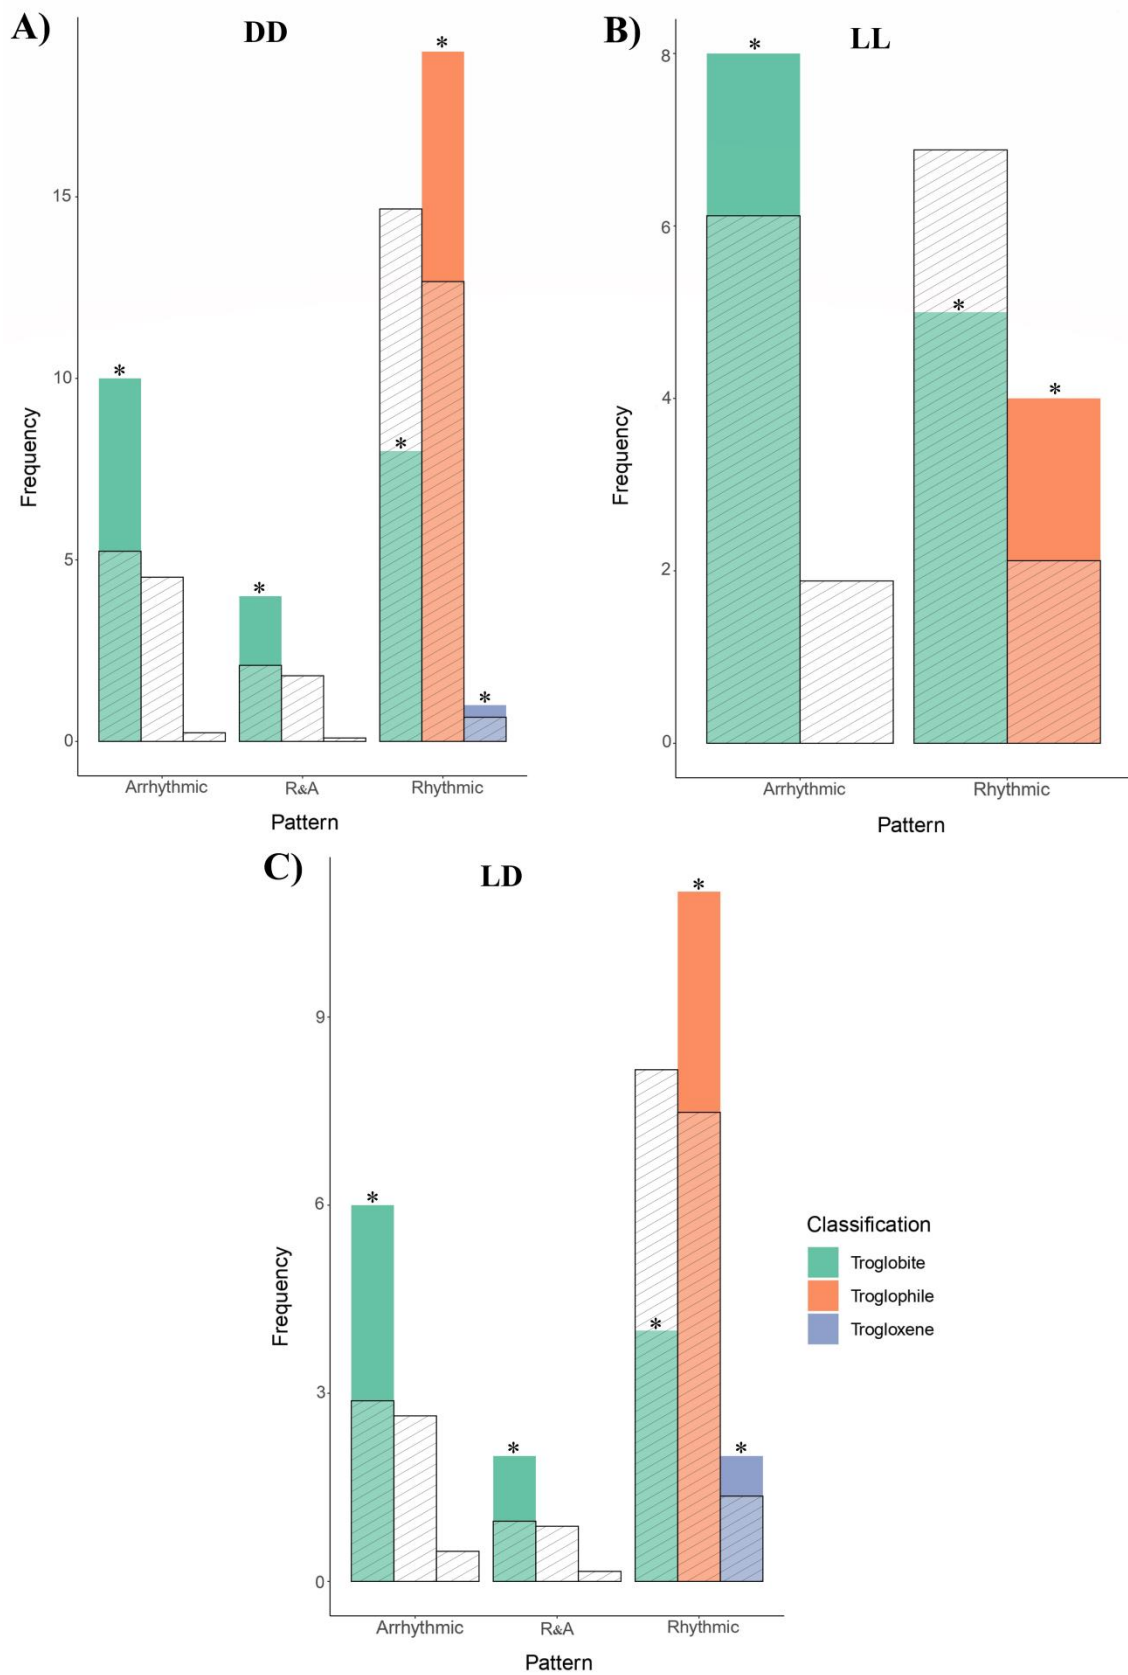 A)
DD
*
*
*
*
*
15
10
5
0
Frequency
Arrhythmic
R&A
Rhythmic
Pattern
B)
LL
*
*
*
8
6
4
2
0
Frequency
Arrhythmic
Rhythmic
Pattern
C)
LD
*
*
*
*
*
9
6
3
0
Frequency
Arrhythmic
R&A
Rhythmic
Pattern
Classification
Troglobite
Troglophile
Trogloxene